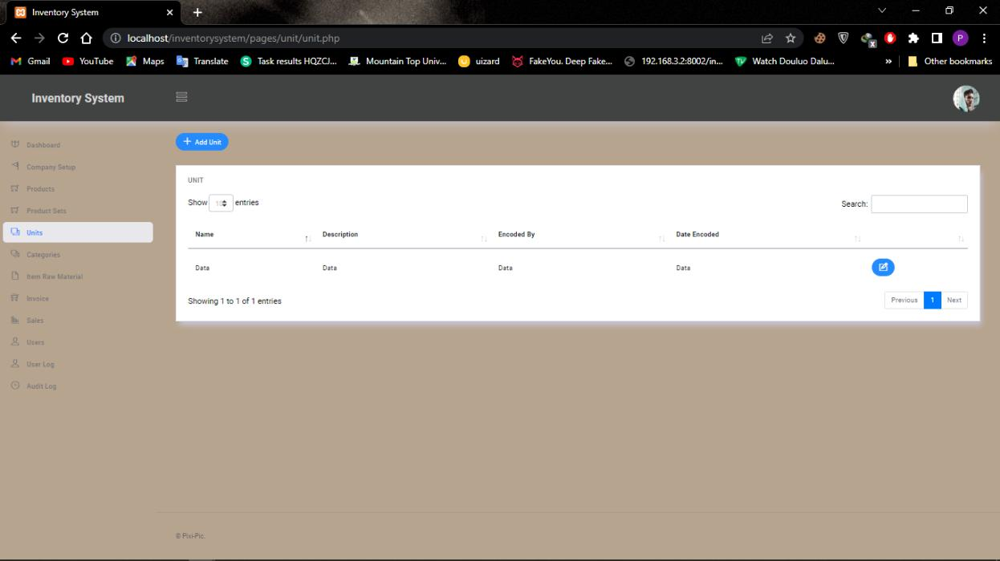 Inventory System
localhost/inventorysystem/pages/unit/unit.php
P
Gmail YouTube Maps Translate Task results HQZCJ... Mountain Top Univ... uizard FakeYou. Deep Fake... 192.168.3.2:8002/in... Watch Douluo Dalu... » Other bookmarks
Inventory System
Dashboard
Company Setup
Products
Product Sets
Units
Categories
Item Raw Material
Invoice
Sales
Users
User Log
Audit Log
Add Unit
UNIT
Show 10 entries Search:
Name Description Encoded By Date Encoded
Data Data Data Data
Showing 1 to 1 of 1 entries Previous 1 Next
© Pixi-Pic.